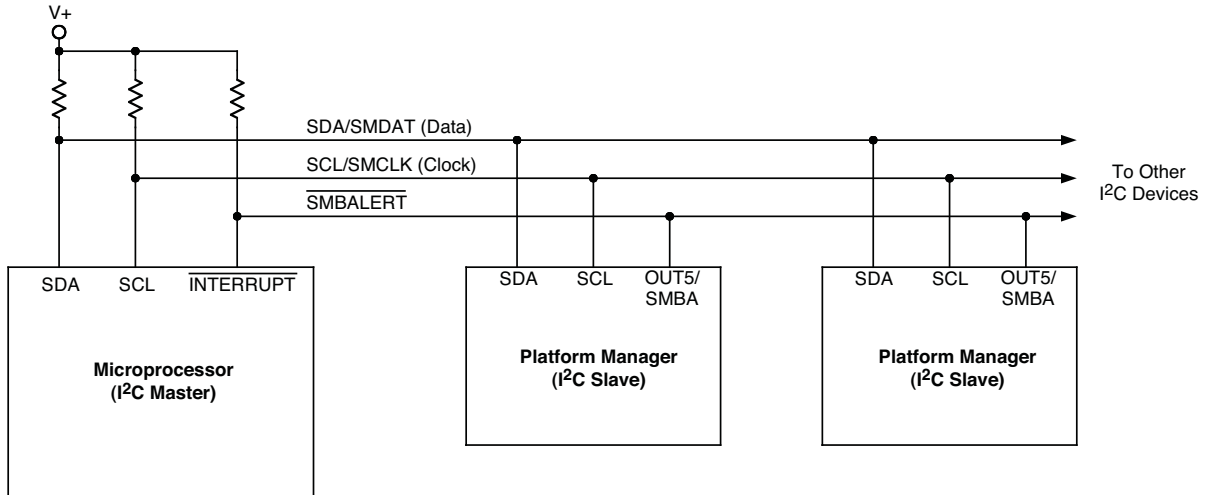 V+
SDA/SMDAT (Data)
SCL/SMCLK (Clock)
SMBALERT
To Other
I²C Devices
SDA SCL INTERRUPT
Microprocessor
(I²C Master)
SDA SCL OUT5/
SMBA
Platform Manager
(I²C Slave)
SDA SCL OUT5/
SMBA
Platform Manager
(I²C Slave)